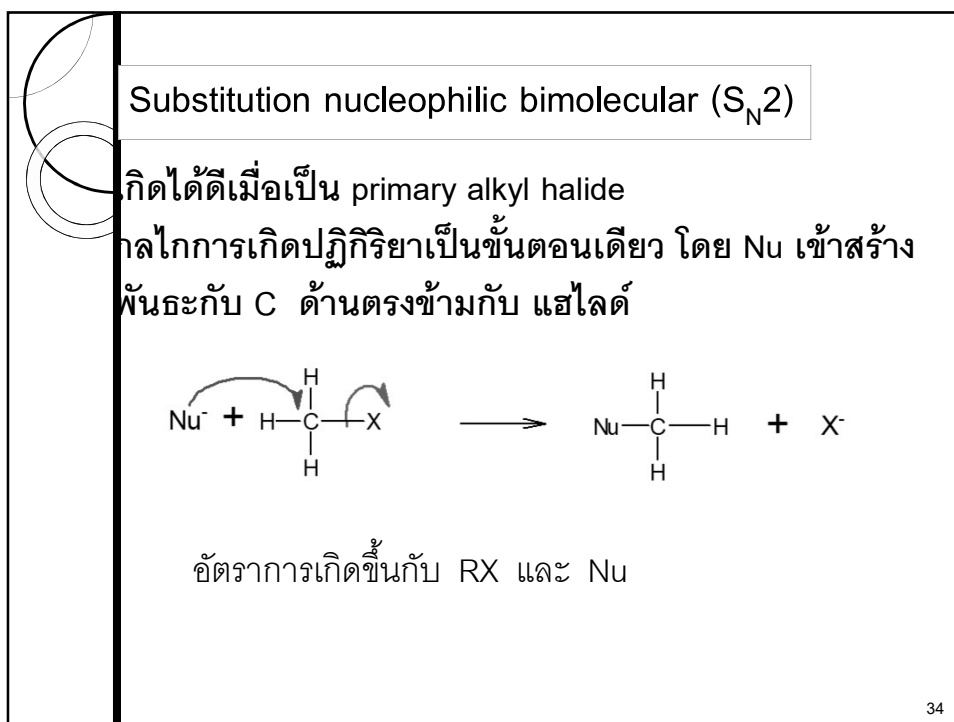 Substitution nucleophilic bimolecular (SN2)
เกิดได้ดีเมื่อเป็น primary alkyl halide
กลไกการเกิดปฏิกิริยาเป็นขั้นตอนเดียว โดย Nu เข้าสร้าง
พันธะกับ C ด้านตรงข้ามกับ แฮไลด์
H H
Nu- + H C X Nu C H + X-
H H
อัตราการเกิดขึ้นกับ RX และ Nu
34